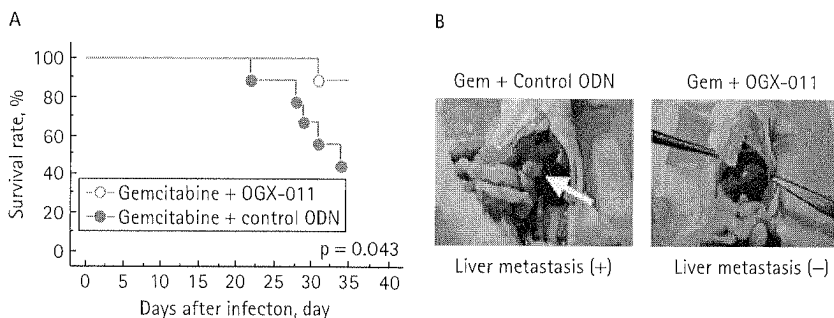 A
Survival rate, %
100
80
60
40
20
0
Gemcitabine + OGX-011
Gemcitabine + control ODN
p = 0.043
0 5 10 15 20 25 30 35 40
Days after infecton, day
B
Gem + Control ODN
Gem + OGX-011
Liver metastasis (+)
Liver metastasis (−)